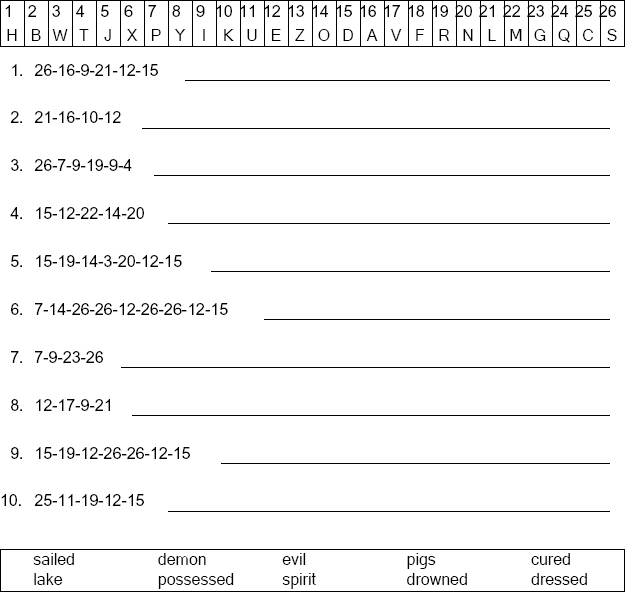 1 2 3 4 5 6 7 8 9 10 11 12 13 14 15 16 17 18 19 20 21 22 23 24 25 26
H B W T J X P Y I K U E Z O D A V F R N L M G Q C S
1. 26-16-9-21-12-15
2. 21-16-10-12
3. 26-7-9-19-9-4
4. 15-12-22-14-20
5. 15-19-14-3-20-12-15
6. 7-14-26-26-12-26-26-12-15
7. 7-9-23-26
8. 12-17-9-21
9. 15-19-12-26-26-12-15
10. 25-11-19-12-15
sailed demon evil pigs cured
lake possessed spirit drowned dressed